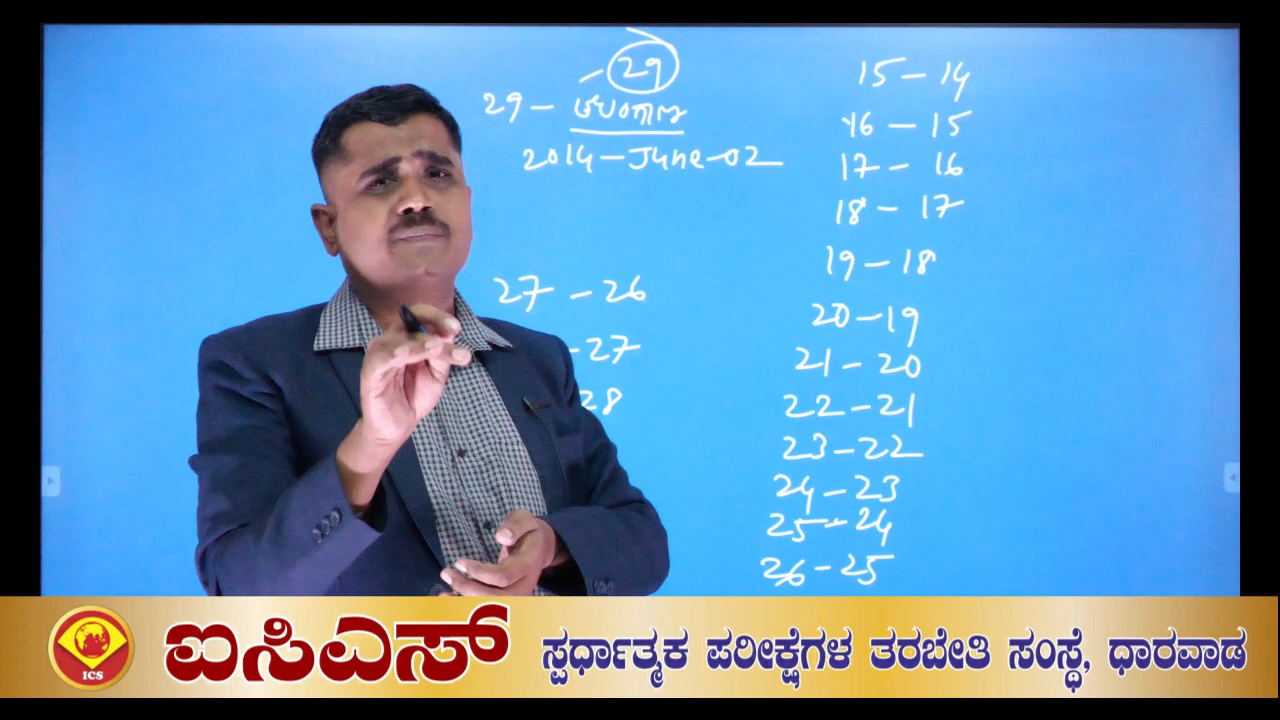 29
29 - ತೆಲಂಗಾಣ
2014 - June - 02
27 - 26
- 27
28
15 - 14
16 - 15
17 - 16
18 - 17
19 - 18
20 - 19
21 - 20
22 - 21
23 - 22
24 - 23
25 - 24
26 - 25
ICS
ಐಸಿಎಸ್
ಸ್ಪರ್ಧಾತ್ಮಕ ಪರೀಕ್ಷೆಗಳ ತರಬೇತಿ ಸಂಸ್ಥೆ, ಧಾರವಾಡ